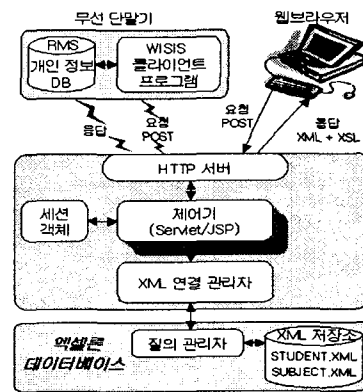 무선 단말기
웹브라우저
RMS
개인 정보
DB
WISIS
클라이언트
프로그램
응답
요청
POST
요청
POST
응답
XML + XSL
HTTP 서버
세션
객체
제어기
(Servlet/JSP)
XML 연결 관리자
엑셀론
데이터베이스
질의 관리자
XML 저장소
STUDENT.XML
SUBJECT.XML